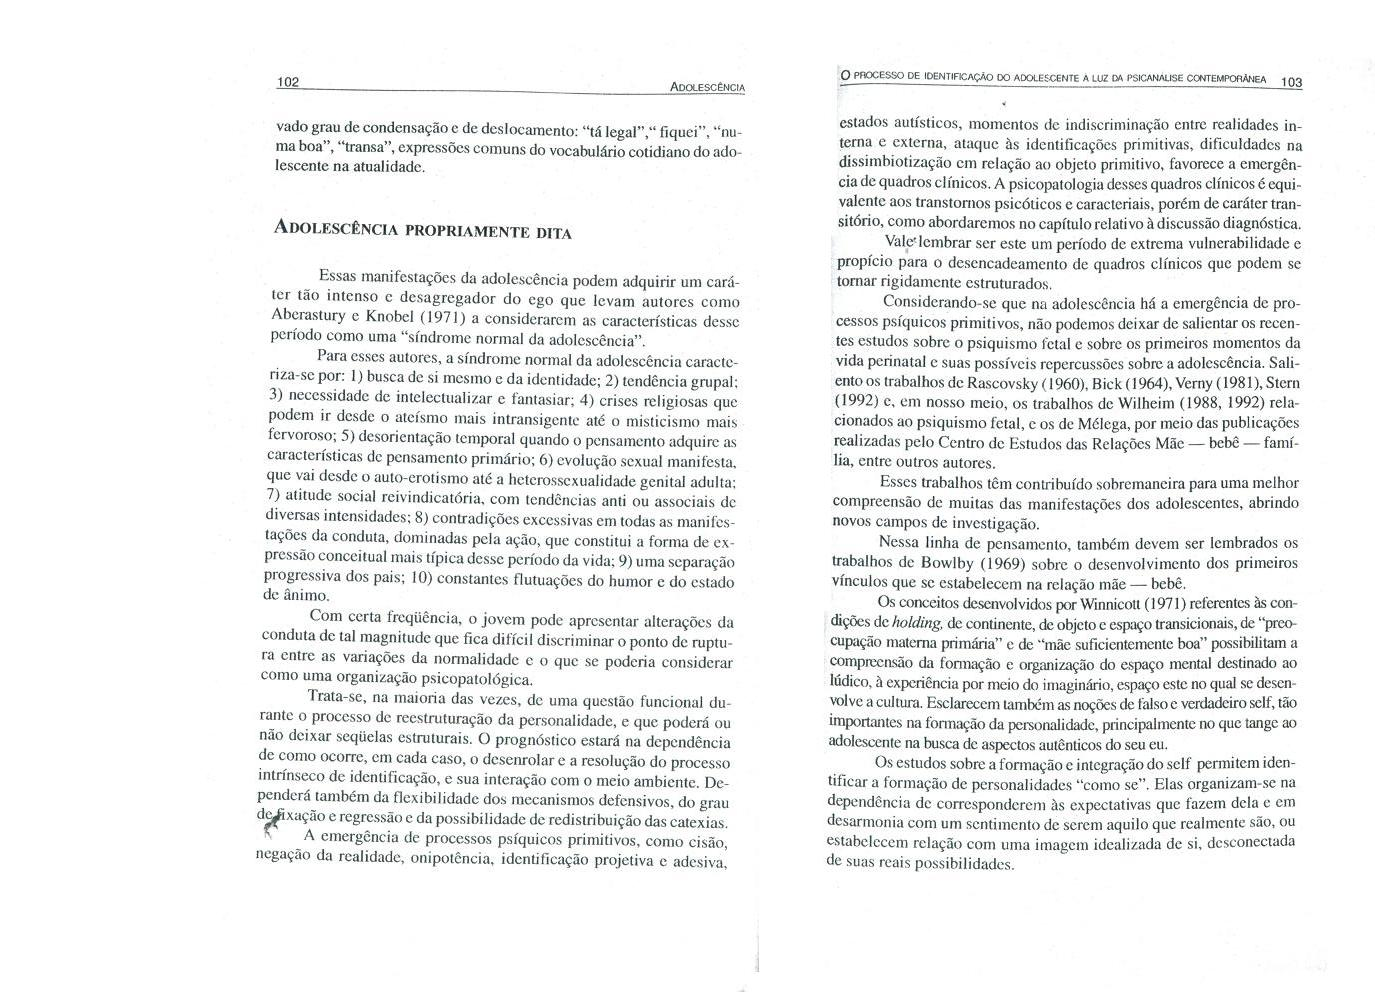 102
ADOLESCÊNCIA
vado grau de condensação e de deslocamento: “tá legal”,“ fiquei”, “nu-
ma boa”, “transa”, expressões comuns do vocabulário cotidiano do ado-
lescente na atualidade.
ADOLESCÊNCIA PROPRIAMENTE DITA
Essas manifestações da adolescência podem adquirir um cará-
ter tão intenso e desagregador do ego que levam autores como
Aberastury e Knobel (1971) a considerarem as características desse
período como uma “síndrome normal da adolescência”.
Para esses autores, a síndrome normal da adolescência caracte-
riza-se por: 1) busca de si mesmo e da identidade; 2) tendência grupal;
3) necessidade de intelectualizar e fantasiar; 4) crises religiosas que
podem ir desde o ateísmo mais intransigente até o misticismo mais
fervoroso; 5) desorientação temporal quando o pensamento adquire as
características de pensamento primário; 6) evolução sexual manifesta,
que vai desde o auto-erotismo até a heterossexualidade genital adulta;
7) atitude social reivindicatória, com tendências anti ou associais de
diversas intensidades; 8) contradições excessivas em todas as manifes-
tações da conduta, dominadas pela ação, que constitui a forma de ex-
pressão conceitual mais típica desse período da vida; 9) uma separação
progressiva dos pais; 10) constantes flutuações do humor e do estado
de ânimo.
Com certa freqüência, o jovem pode apresentar alterações da
conduta de tal magnitude que fica difícil discriminar o ponto de ruptu-
ra entre as variações da normalidade e o que se poderia considerar
como uma organização psicopatológica.
Trata-se, na maioria das vezes, de uma questão funcional du-
rante o processo de reestruturação da personalidade, e que poderá ou
não deixar seqüelas estruturais. O prognóstico estará na dependência
de como ocorre, em cada caso, o desenrolar e a resolução do processo
intrínseco de identificação, e sua interação com o meio ambiente. De-
penderá também da flexibilidade dos mecanismos defensivos, do grau
de fixação e regressão e da possibilidade de redistribuição das catexias.
A emergência de processos psíquicos primitivos, como cisão,
negação da realidade, onipotência, identificação projetiva e adesiva,
O PROCESSO DE IDENTIFICAÇÃO DO ADOLESCENTE À LUZ DA PSICANÁLISE CONTEMPORÂNEA 103
estados autísticos, momentos de indiscriminação entre realidades in-
terna e externa, ataque às identificações primitivas, dificuldades na
dissimbiotização em relação ao objeto primitivo, favorece a emergên-
cia de quadros clínicos. A psicopatologia desses quadros clínicos é equi-
valente aos transtornos psicóticos e caracteriais, porém de caráter tran-
sitório, como abordaremos no capítulo relativo à discussão diagnóstica.
Vale lembrar ser este um período de extrema vulnerabilidade e
propício para o desencadeamento de quadros clínicos que podem se
tornar rigidamente estruturados.
Considerando-se que na adolescência há a emergência de pro-
cessos psíquicos primitivos, não podemos deixar de salientar os recen-
tes estudos sobre o psiquismo fetal e sobre os primeiros momentos da
vida perinatal e suas possíveis repercussões sobre a adolescência. Sali-
ento os trabalhos de Rascovsky (1960), Bick (1964), Verny (1981), Stern
(1992) e, em nosso meio, os trabalhos de Wilheim (1988, 1992) rela-
cionados ao psiquismo fetal, e os de Mélega, por meio das publicações
realizadas pelo Centro de Estudos das Relações Mãe — bebê — famí-
lia, entre outros autores.
Esses trabalhos têm contribuído sobremaneira para uma melhor
compreensão de muitas das manifestações dos adolescentes, abrindo
novos campos de investigação.
Nessa linha de pensamento, também devem ser lembrados os
trabalhos de Bowlby (1969) sobre o desenvolvimento dos primeiros
vínculos que se estabelecem na relação mãe — bebê.
Os conceitos desenvolvidos por Winnicott (1971) referentes às con-
dições de holding, de continente, de objeto e espaço transicionais, de “preo-
cupação materna primária” e de “mãe suficientemente boa” possibilitam a
compreensão da formação e organização do espaço mental destinado ao
lúdico, à experiência por meio do imaginário, espaço este no qual se desen-
volve a cultura. Esclarecem também as noções de falso e verdadeiro self, tão
importantes na formação da personalidade, principalmente no que tange ao
adolescente na busca de aspectos autênticos do seu eu.
Os estudos sobre a formação e integração do self permitem iden-
tificar a formação de personalidades “como se”. Elas organizam-se na
dependência de corresponderem às expectativas que fazem dela e em
desarmonia com um sentimento de serem aquilo que realmente são, ou
estabelecem relação com uma imagem idealizada de si, desconectada
de suas reais possibilidades.